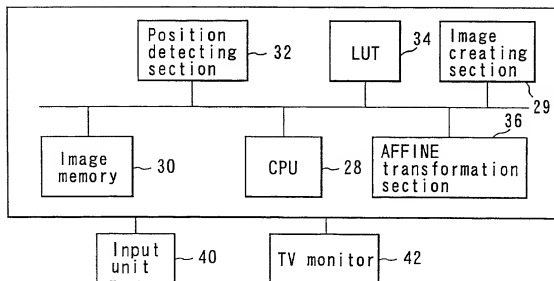 Position
detecting
section
32
LUT
34
Image
creating
section
29
36
Image
memory
30
CPU
28
AFFINE
transformation
section
Input
unit
40
TV monitor
42